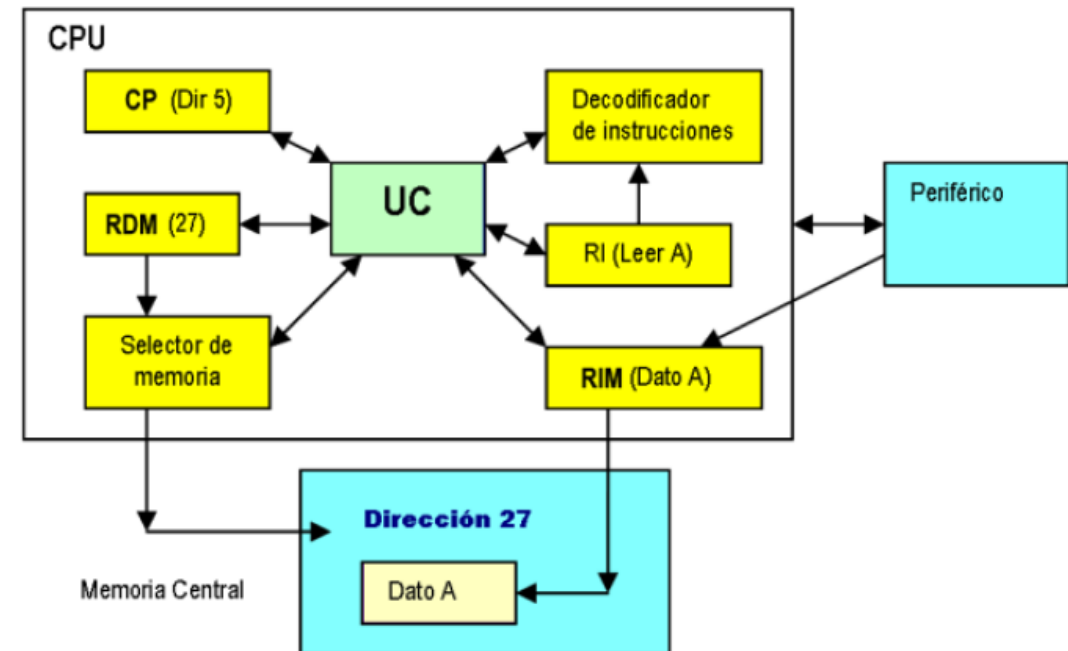 CPU
CP (Dir 5)
Decodificador
de instrucciones
UC
Periférico
RDM (27)
RI (Leer A)
Selector de
memoria
RIM (Dato A)
Dirección 27
Memoria Central
Dato A